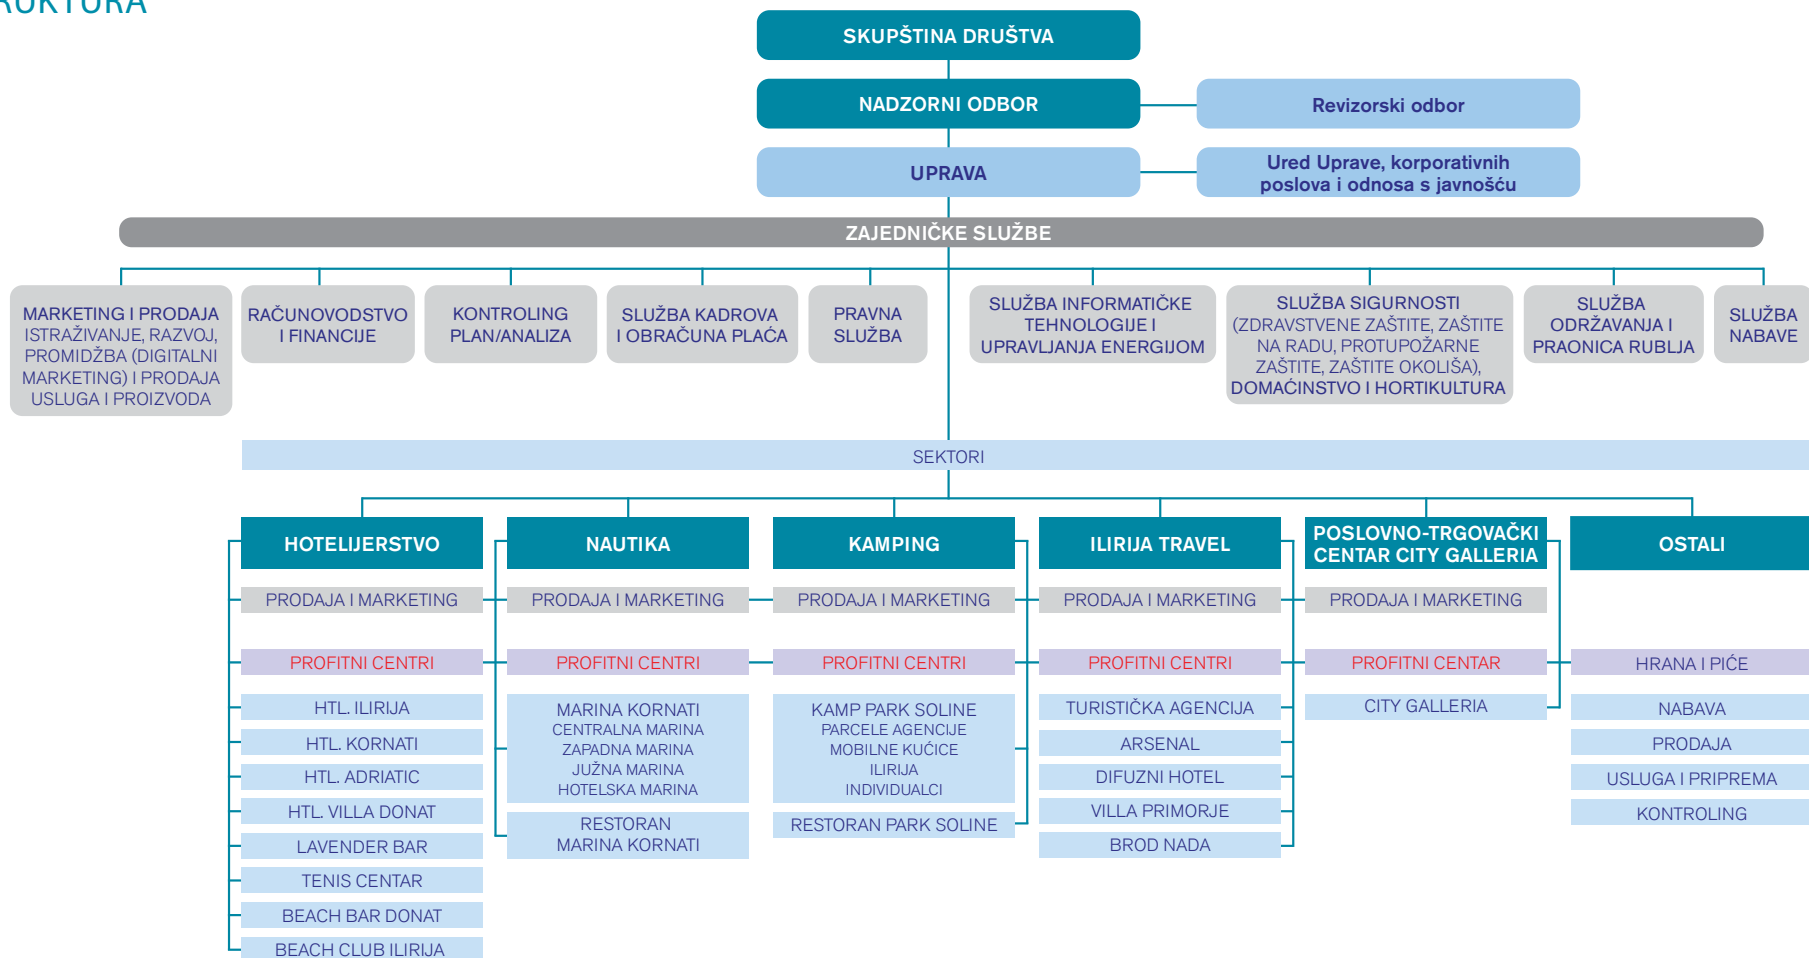 RUKTURA
SKUPŠTINA DRUŠTVA
NADZORNI ODBOR
Revizorski odbor
UPRAVA
Ured Uprave, korporativnih
poslova i odnosa s javnošću
ZAJEDNIČKE SLUŽBE
MARKETING I PRODAJA
ISTRAŽIVANJE, RAZVOJ,
PROMIDŽBA (DIGITALNI
MARKETING) I PRODAJA
USLUGA I PROIZVODA
RAČUNOVODSTVO
I FINANCIJE
KONTROLING
PLAN/ANALIZA
SLUŽBA KADROVA
I OBRAČUNA PLAĆA
PRAVNA
SLUŽBA
SLUŽBA INFORMATIČKE
TEHNOLOGIJE I
UPRAVLJANJA ENERGIJOM
SLUŽBA SIGURNOSTI
(ZDRAVSTVENE ZAŠTITE, ZAŠTITE
NA RADU, PROTUPOŽARNE
ZAŠTITE, ZAŠTITE OKOLIŠA),
DOMAĆINSTVO I HORTIKULTURA
SLUŽBA
ODRŽAVANJA I
PRAONICA RUBLJA
SLUŽBA
NABAVE
SEKTORI
HOTELIJERSTVO
PRODAJA I MARKETING
PROFITNI CENTRI
HTL. ILIRIJA
HTL. KORNATI
HTL. ADRIATIC
HTL. VILLA DONAT
LAVENDER BAR
TENIS CENTAR
BEACH BAR DONAT
BEACH CLUB ILIRIJA
NAUTIKA
PRODAJA I MARKETING
PROFITNI CENTRI
MARINA KORNATI
CENTRALNA MARINA
ZAPADNA MARINA
JUŽNA MARINA
HOTELSKA MARINA
RESTORAN
MARINA KORNATI
KAMPING
PRODAJA I MARKETING
PROFITNI CENTRI
KAMP PARK SOLINE
PARCELE AGENCIJE
MOBILNE KUĆICE
ILIRIJA
INDIVIDUALCI
RESTORAN PARK SOLINE
ILIRIJA TRAVEL
PRODAJA I MARKETING
PROFITNI CENTRI
TURISTIČKA AGENCIJA
ARSENAL
DIFUZNI HOTEL
VILLA PRIMORJE
BROD NADA
POSLOVNO-TRGOVAČKI
CENTAR CITY GALLERIA
PRODAJA I MARKETING
PROFITNI CENTAR
CITY GALLERIA
OSTALI
HRANA I PIĆE
NABAVA
PRODAJA
USLUGA I PRIPREMA
KONTROLING